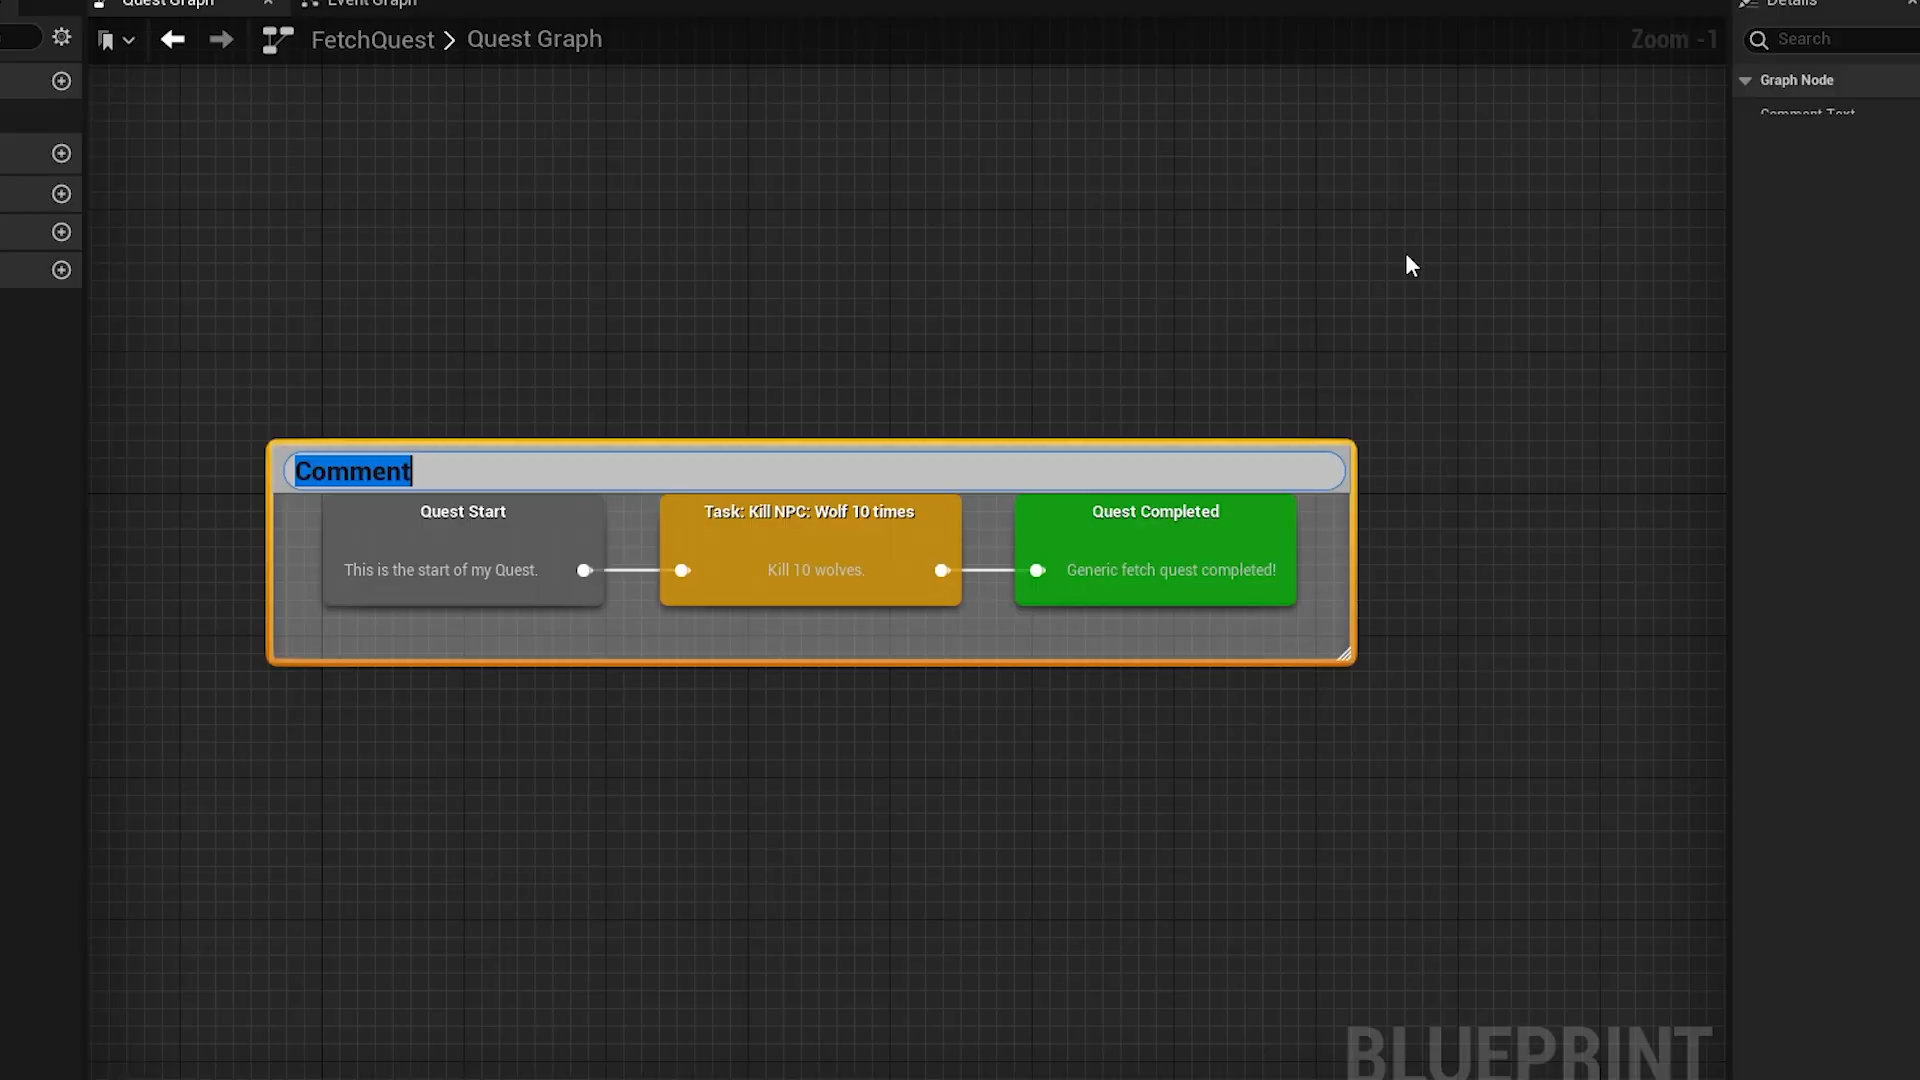 Quest Graph
Event Graph
Details
FetchQuest > Quest Graph
Zoom -1
Search
Graph Node
Comment Text
Comment
Quest Start
Task: Kill NPC: Wolf 10 times
Quest Completed
This is the start of my Quest.
Kill 10 wolves.
Generic fetch quest completed!
BLUEPRINT